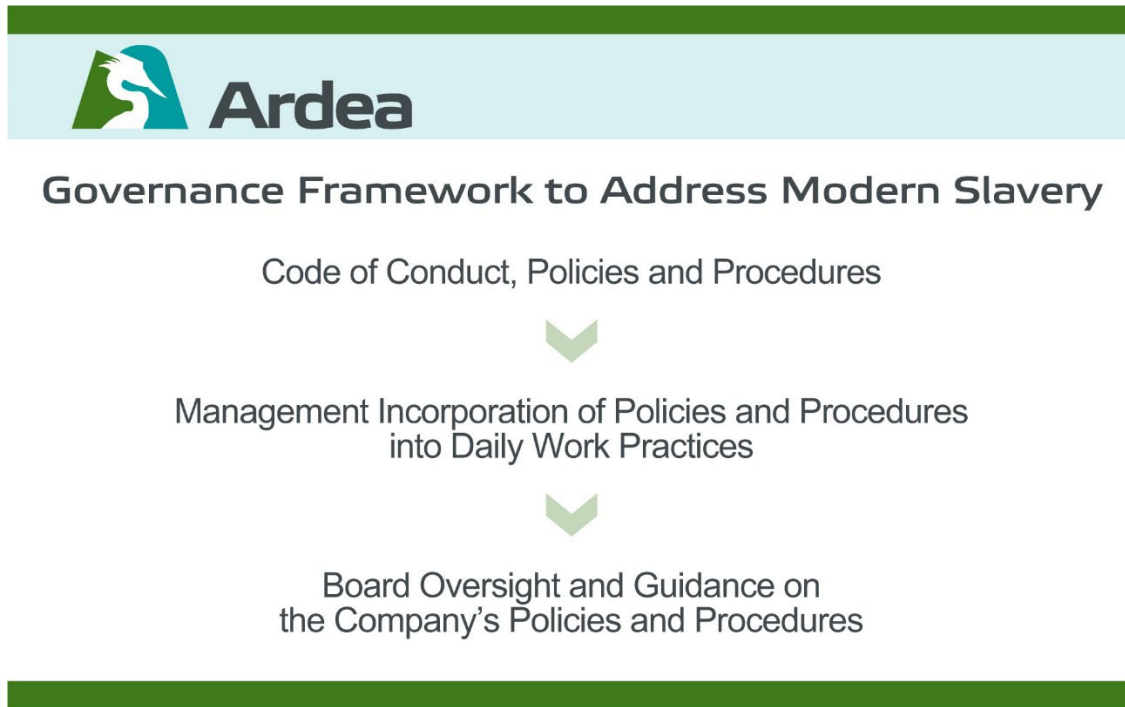 Ardea
Governance Framework to Address Modern Slavery
Code of Conduct, Policies and Procedures
Management Incorporation of Policies and Procedures
into Daily Work Practices
Board Oversight and Guidance on
the Company’s Policies and Procedures